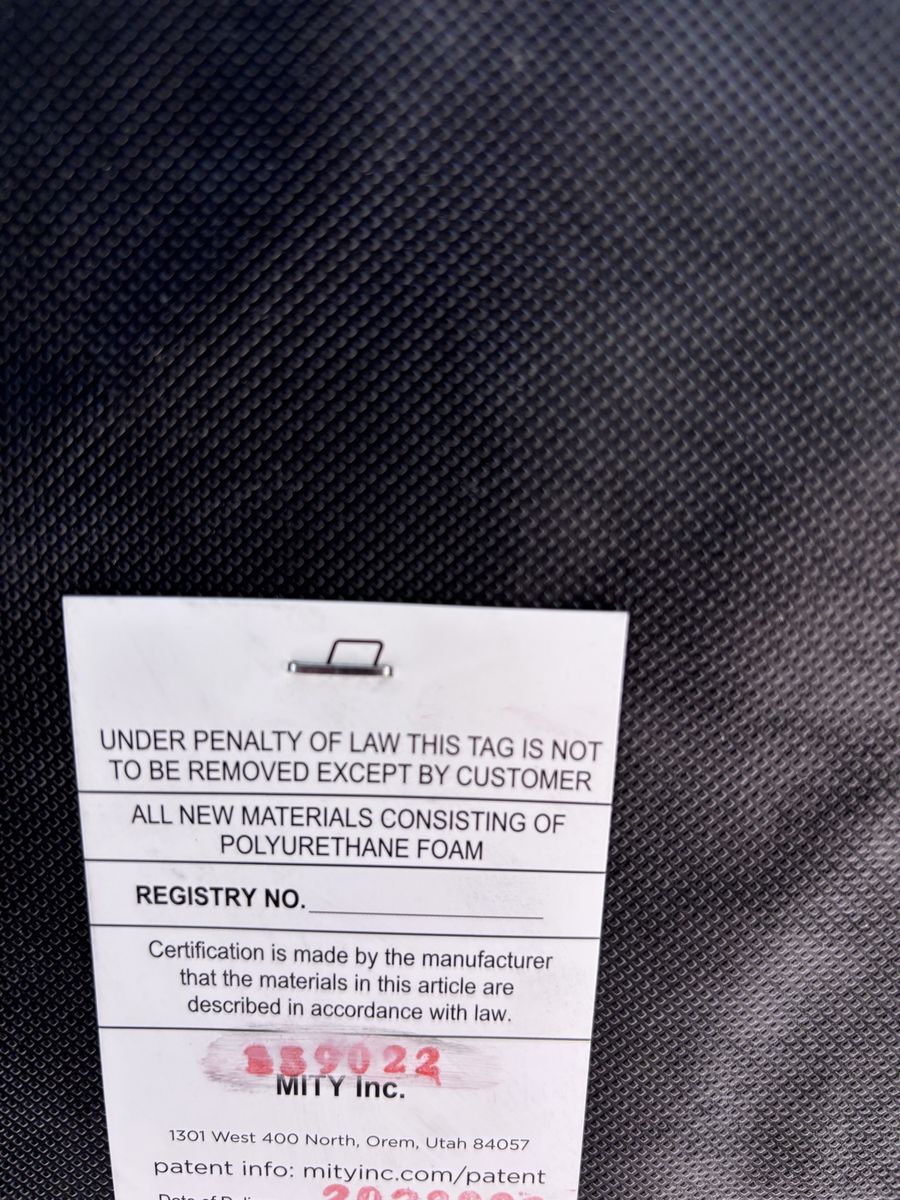 UNDER PENALTY OF LAW THIS TAG IS NOT
TO BE REMOVED EXCEPT BY CUSTOMER
ALL NEW MATERIALS CONSISTING OF
POLYURETHANE FOAM
REGISTRY NO.
Certification is made by the manufacturer
that the materials in this article are
described in accordance with law.
MITY Inc.
1301 West 400 North, Orem, Utah 84057
patent info: mityinc.com/patent